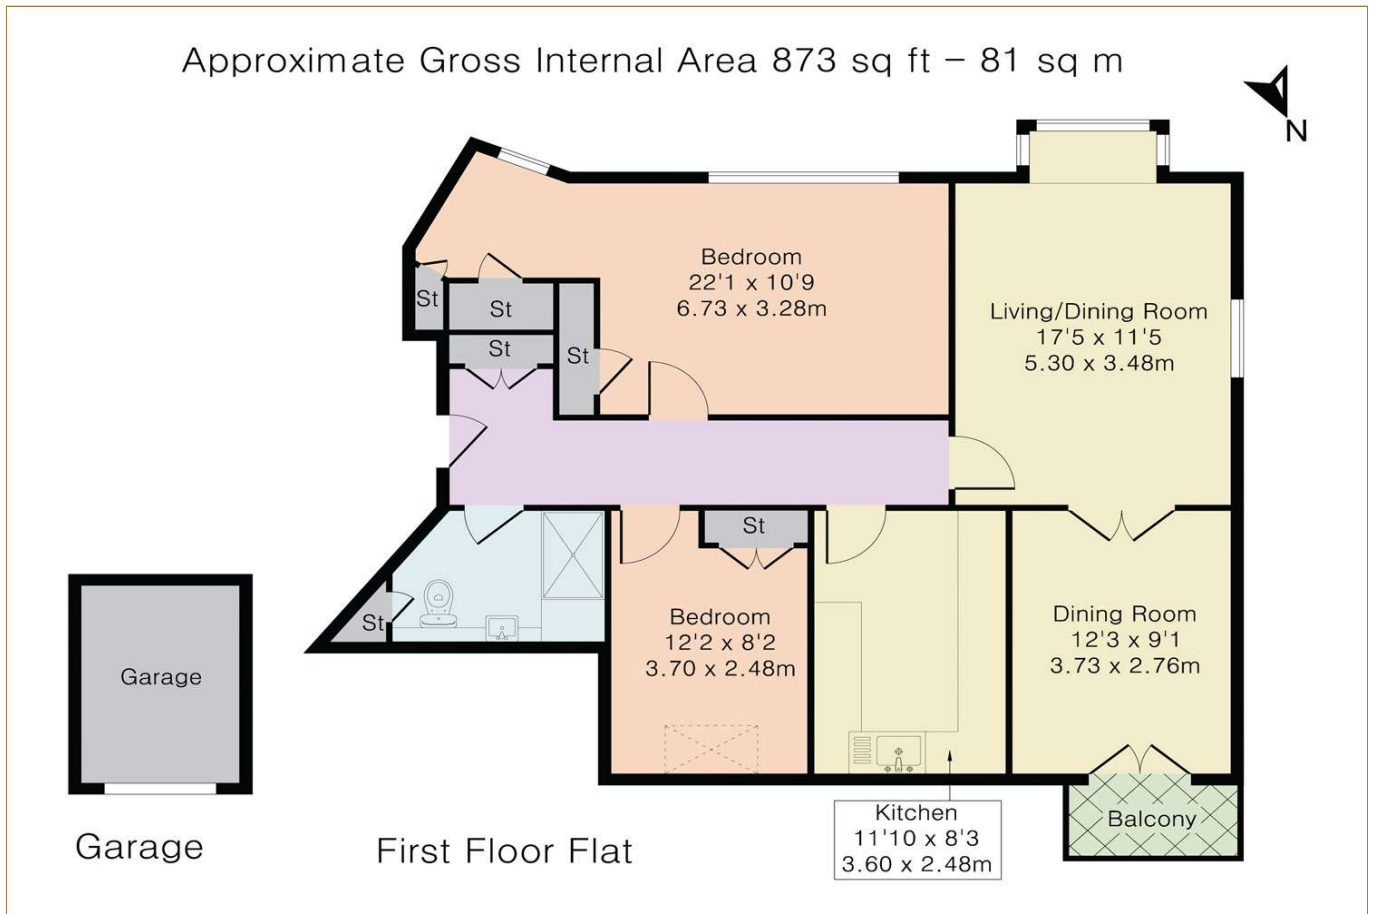 Approximate Gross Internal Area 873 sq ft – 81 sq m
N
Bedroom
22'1 x 10'9
6.73 x 3.28m
St
St
St
St
Living/Dining Room
17'5 x 11'5
5.30 x 3.48m
St
Bedroom
12'2 x 8'2
3.70 x 2.48m
St
Dining Room
12'3 x 9'1
3.73 x 2.76m
Garage
Kitchen
11'10 x 8'3
3.60 x 2.48m
Balcony
Garage
First Floor Flat